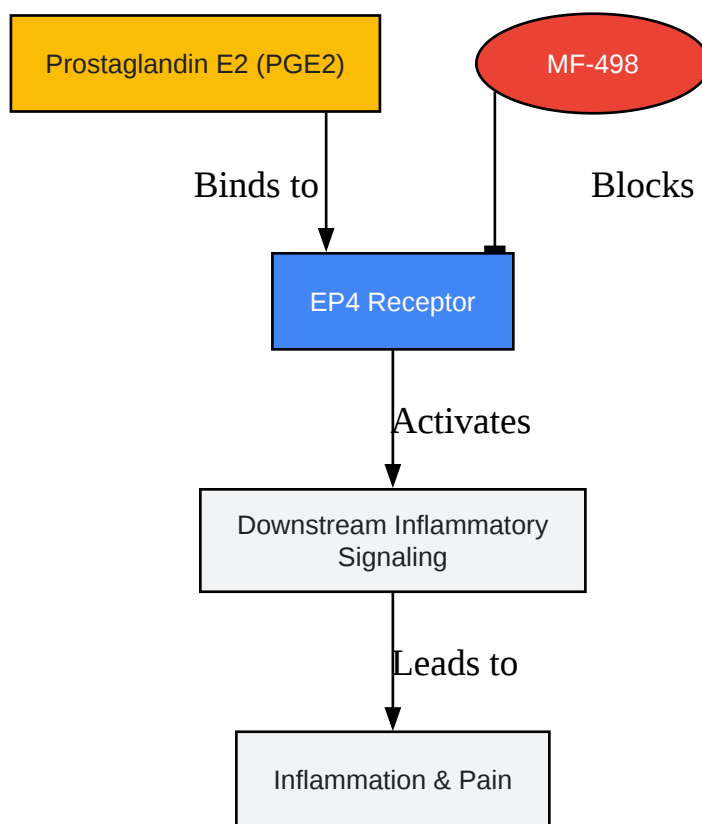 Prostaglandin E2 (PGE2)
MF-498
Binds to
Blocks
EP4 Receptor
Activates
Downstream Inflammatory
Signaling
Leads to
Inflammation & Pain